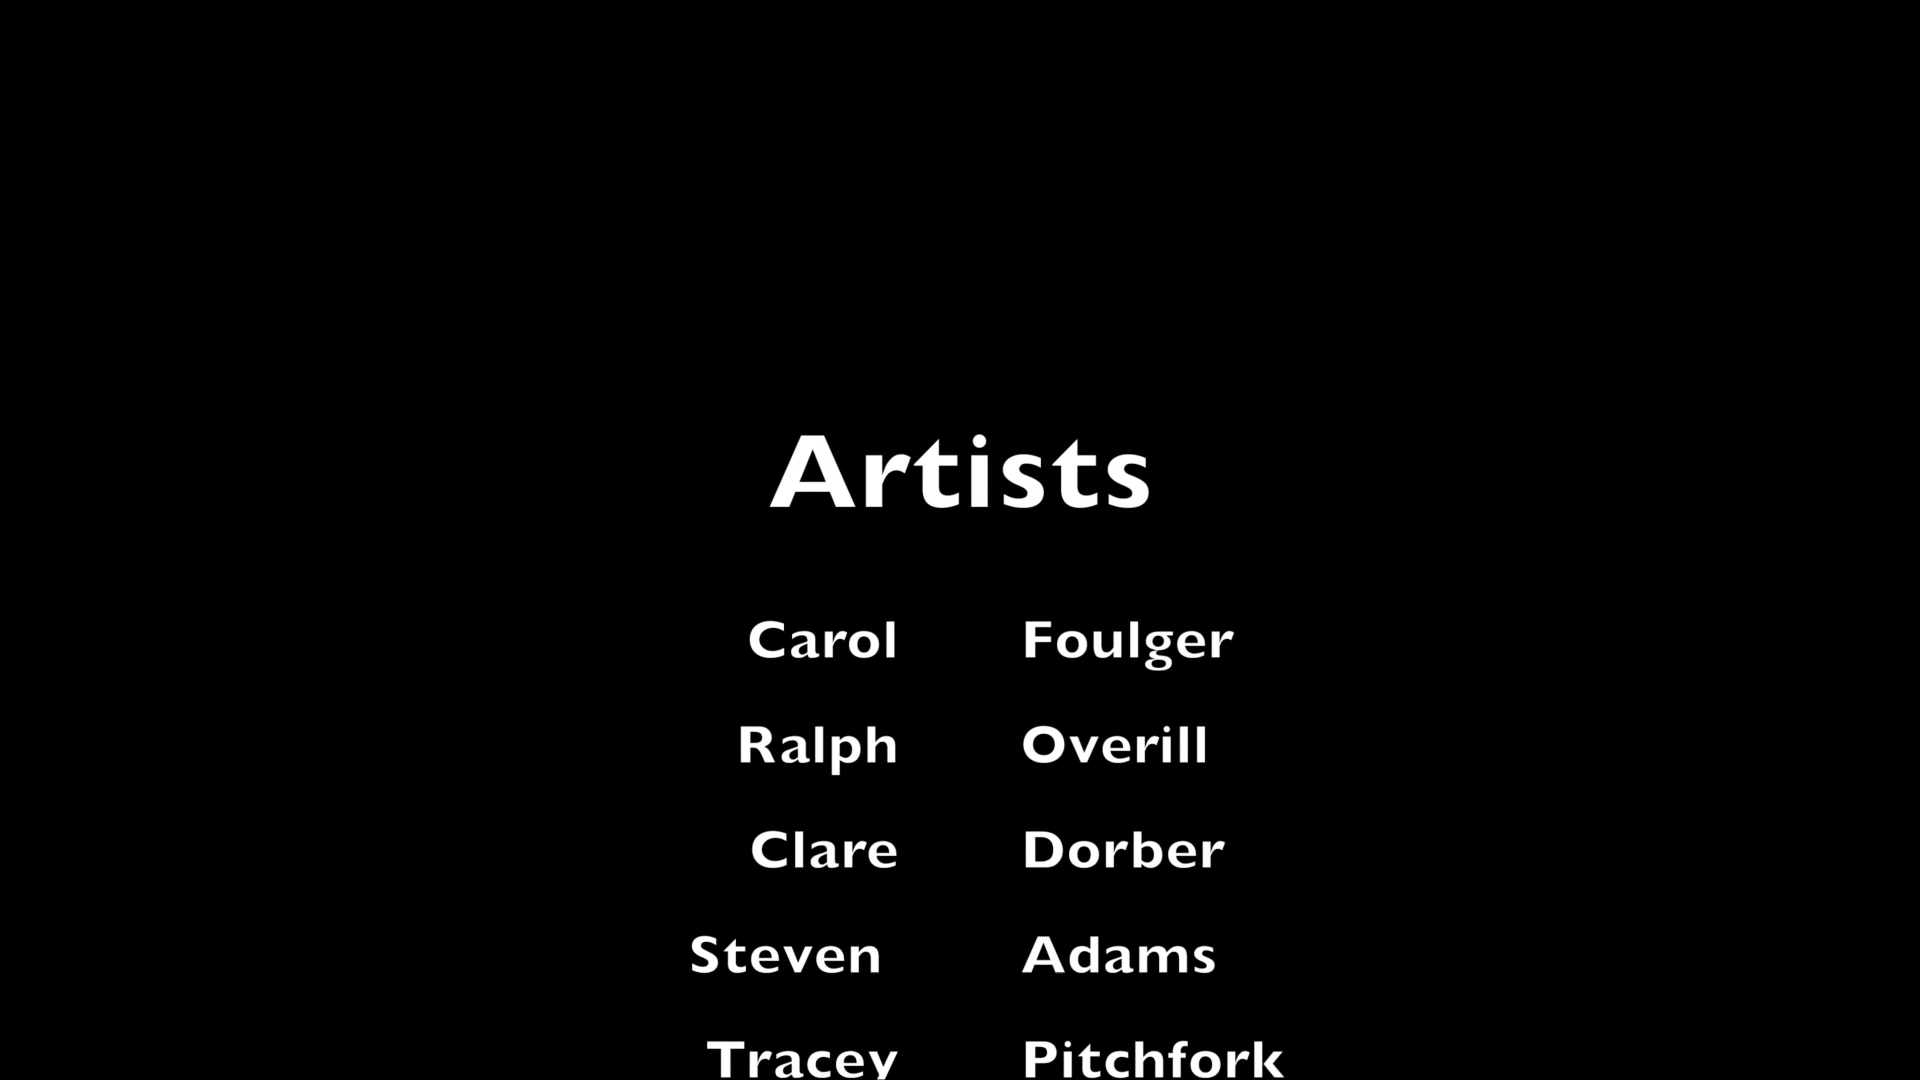 Artists
Carol Foulger
Ralph Overill
Clare Dorber
Steven Adams
Tracey Pitchfork